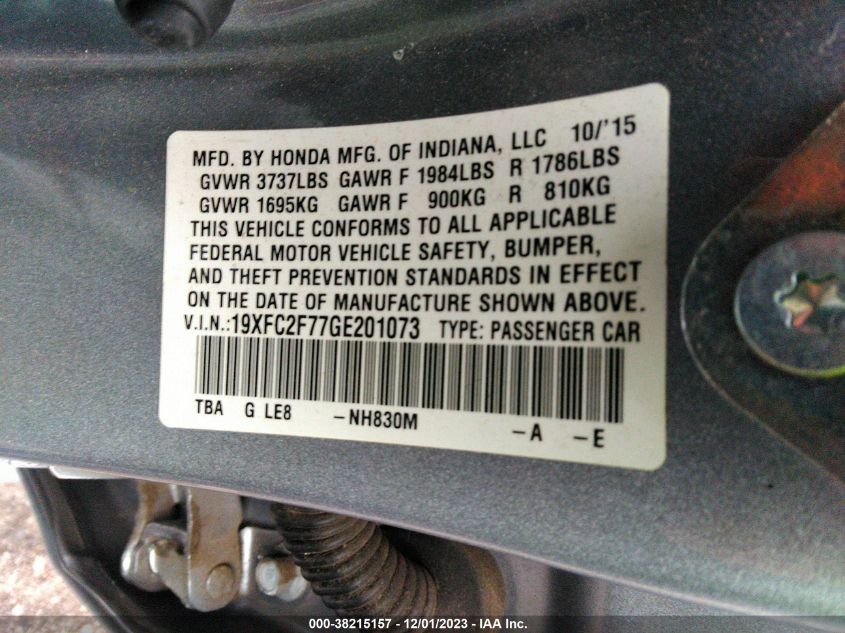 MFD. BY HONDA MFG. OF INDIANA, LLC 10/'15
GVWR 3737LBS GAWR F 1984LBS R 1786LBS
GVWR 1695KG GAWR F 900KG R 810KG
THIS VEHICLE CONFORMS TO ALL APPLICABLE
FEDERAL MOTOR VEHICLE SAFETY, BUMPER,
AND THEFT PREVENTION STANDARDS IN EFFECT
ON THE DATE OF MANUFACTURE SHOWN ABOVE.
V.I.N.:19XFC2F77GE201073 TYPE: PASSENGER CAR
TBA G LE8 -NH830M -A -E
000-38215157 - 12/01/2023 - IAA Inc.